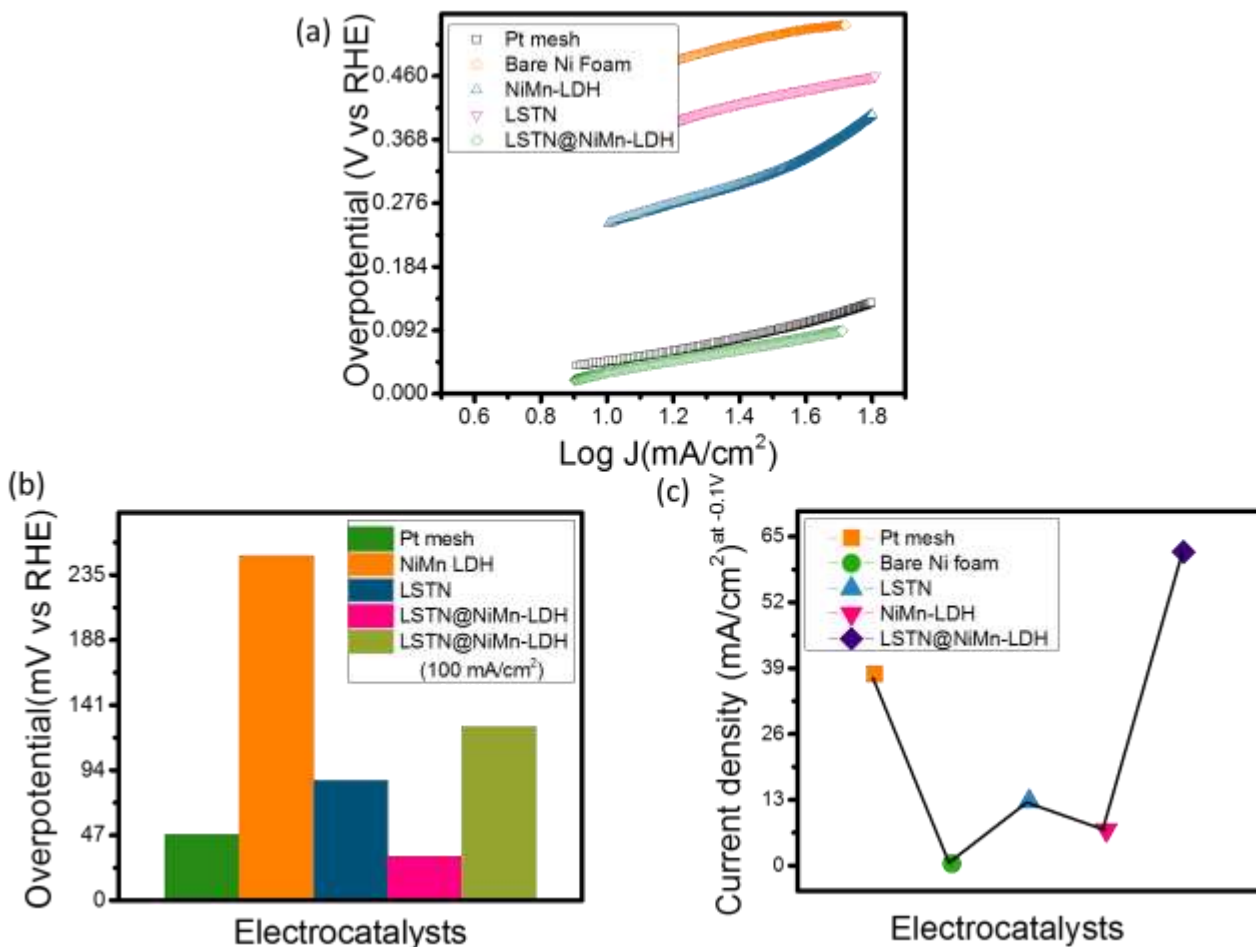 (a)
Pt mesh
Bare Ni Foam
NiMn-LDH
LSTN
LSTN@NiMn-LDH
Overpotential (V vs RHE)
0.460
0.368
0.276
0.184
0.092
0.000
0.6 0.8 1.0 1.2 1.4 1.6 1.8
Log J(mA/cm²)
(b)
Pt mesh
NiMn LDH
LSTN
LSTN@NiMn-LDH
LSTN@NiMn-LDH
(100 mA/cm²)
Overpotential(mV vs RHE)
235
188
141
94
47
0
Electrocatalysts
(c)
Pt mesh
Bare Ni foam
LSTN
NiMn-LDH
LSTN@NiMn-LDH
Current density (mA/cm²) at -0.1V
65
52
39
26
13
0
Electrocatalysts